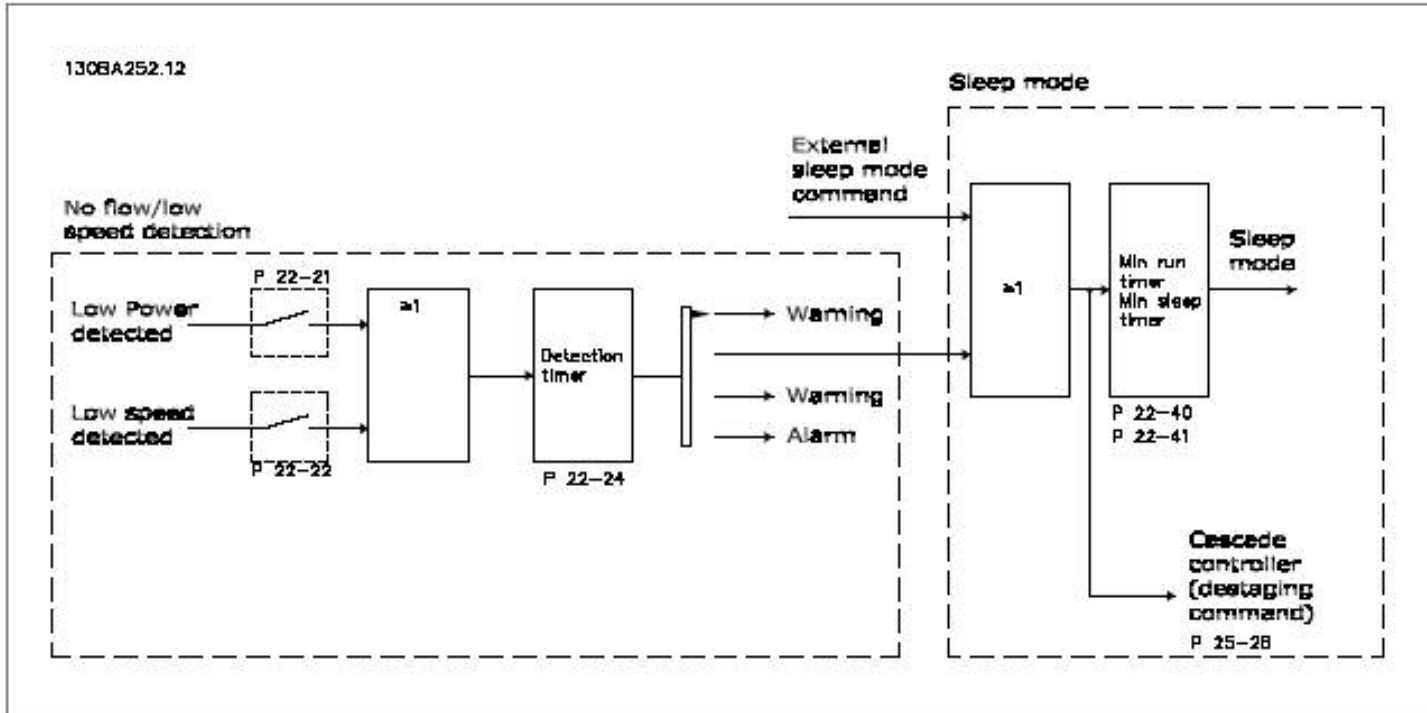 130BA252.12
Sleep mode
External
sleep mode
command
No flow/low
speed detection
P 22-21
Low Power
detected
≥1
Detection
timer
Warning
Low speed
detected
P 22-22
P 22-24
Warning
Alarm
≥1
Min run
timer
Min sleep
timer
Sleep
mode
P 22-40
P 22-41
Cascade
controller
(destaging
command)
P 25-26